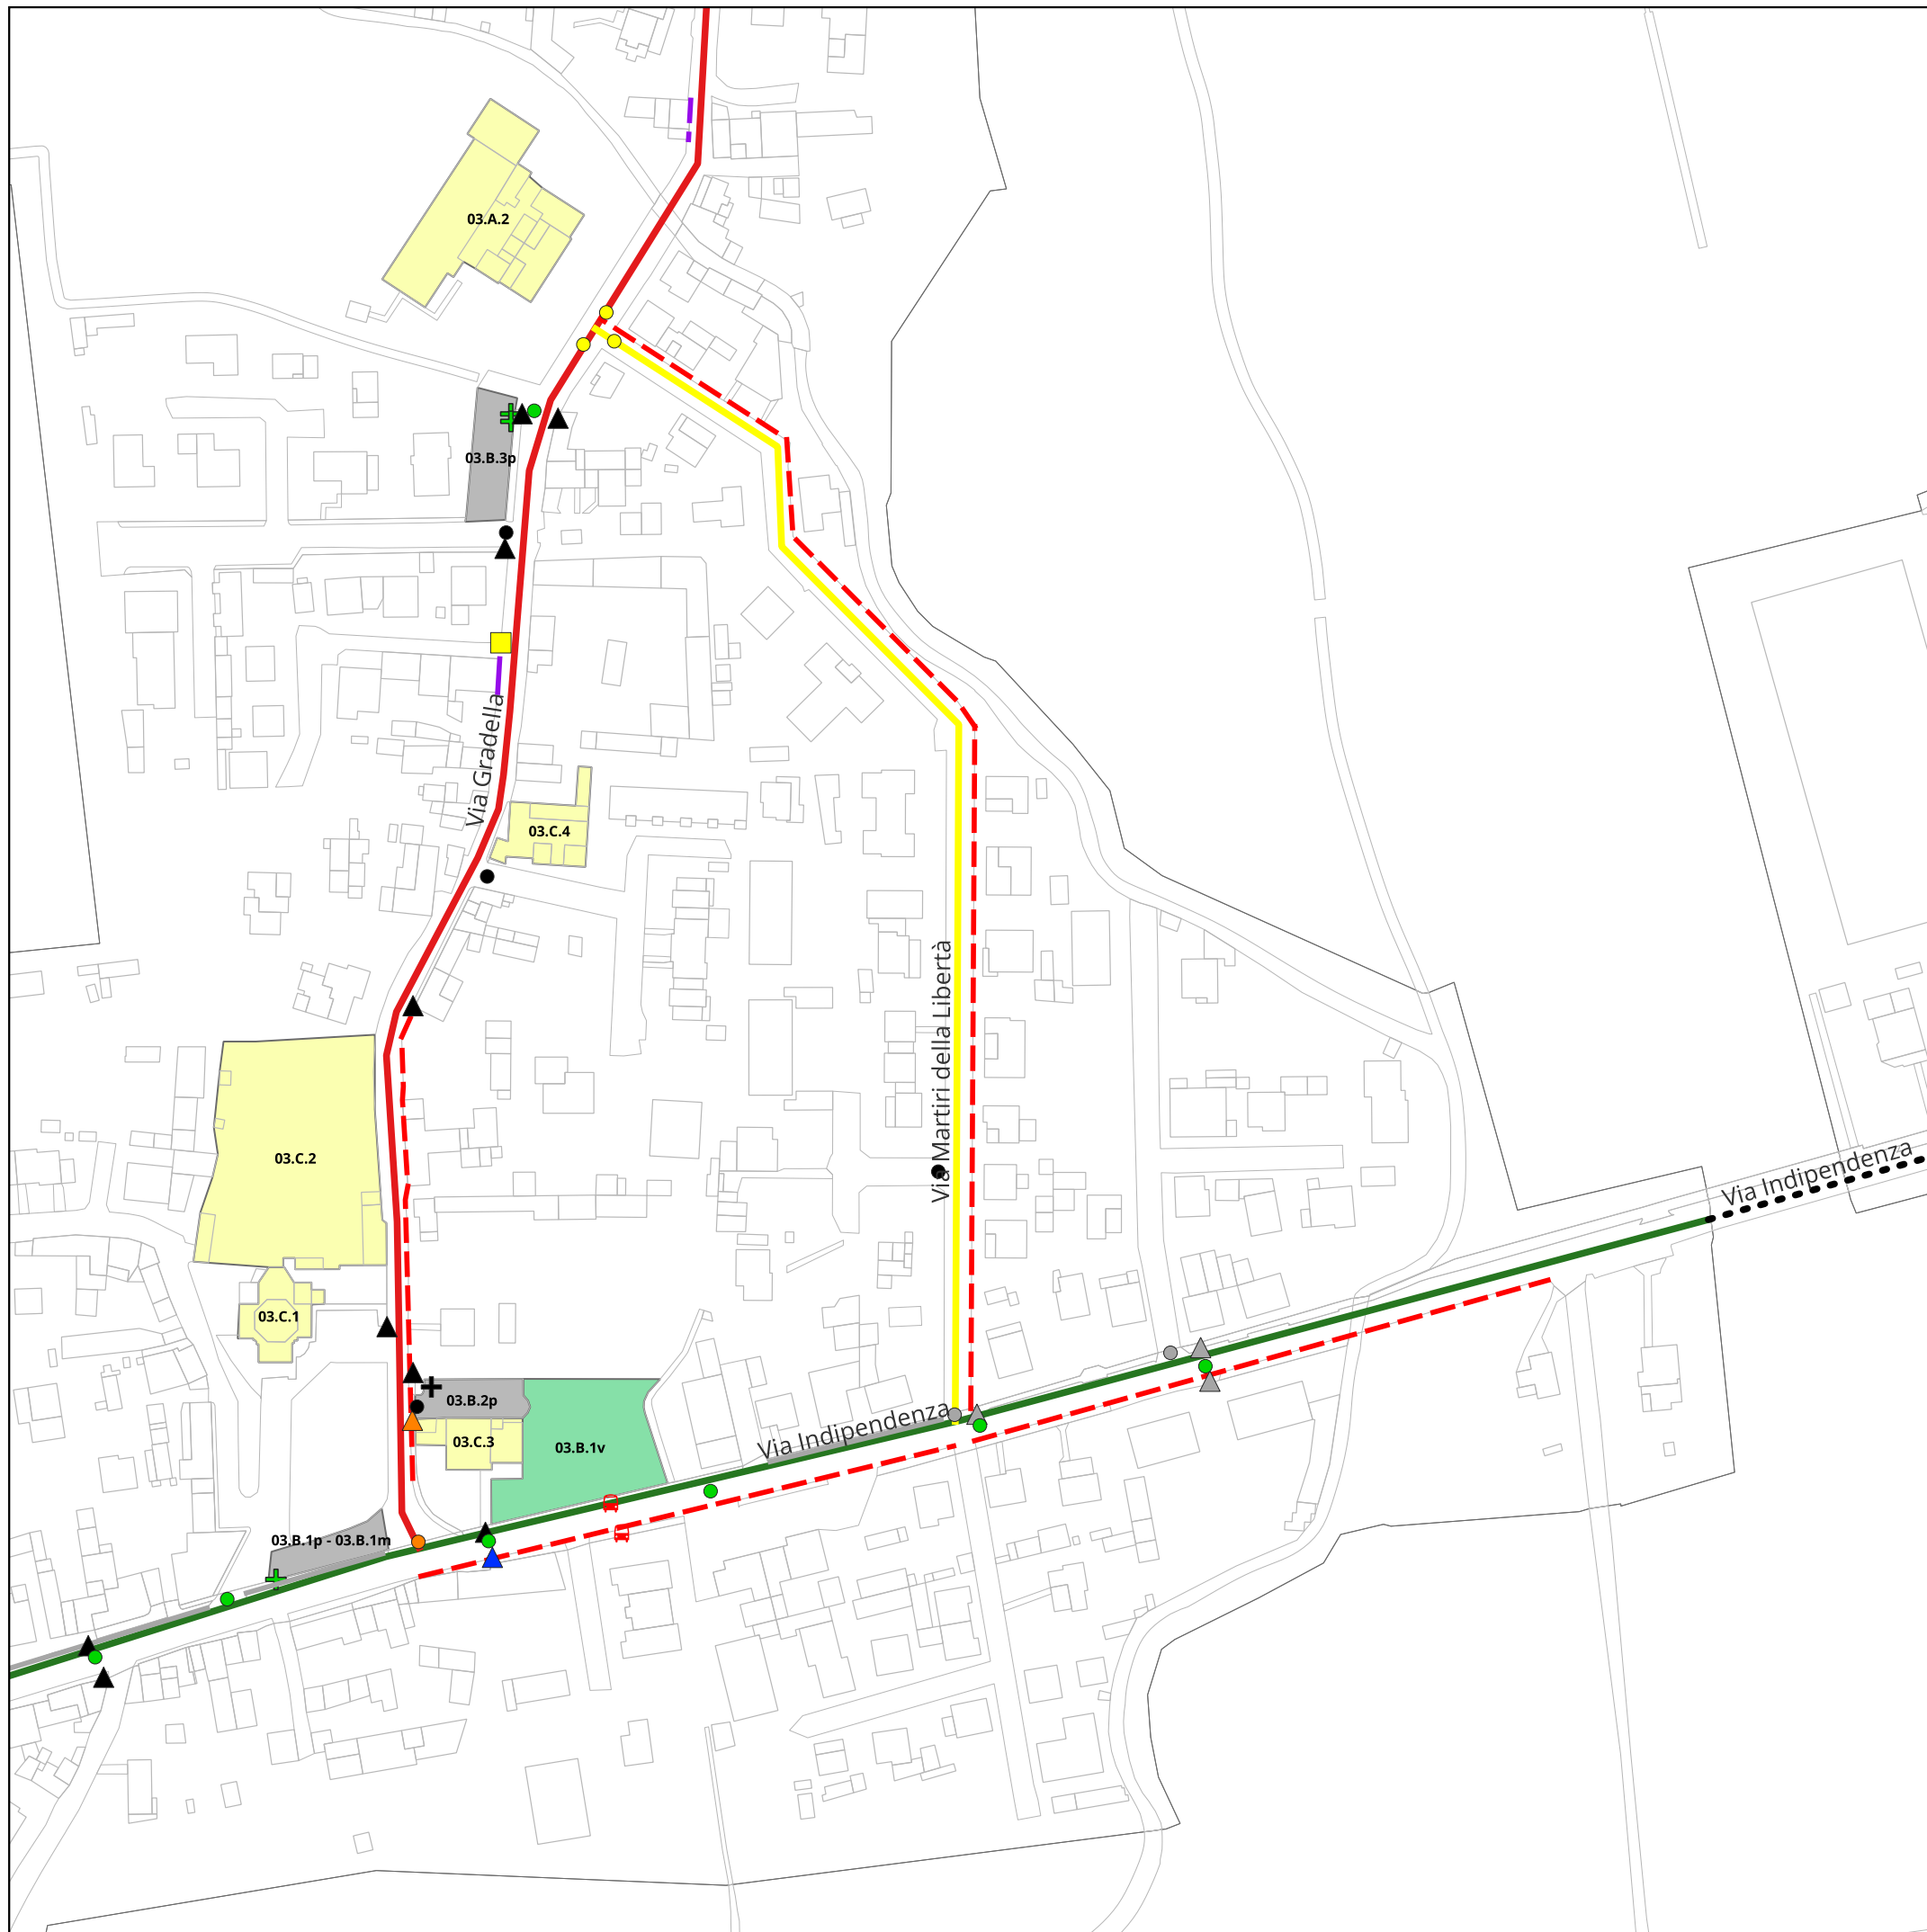 03.A.2
03.B.3p
Via Gradella
03.C.4
Via Martiri della Libertà
03.C.2
Via Indipendenza
03.C.1
03.B.2p
03.C.3
03.B.1v
Via Indipendenza
03.B.1p - 03.B.1m